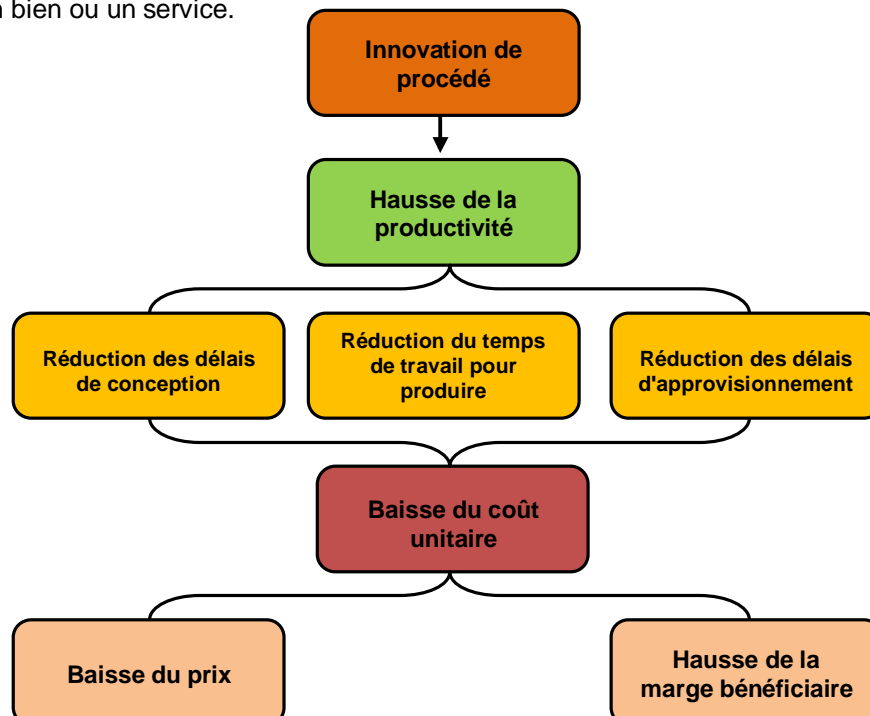 bien ou un service.
Innovation de
procédé
Hausse de la
productivité
Réduction des délais
de conception
Réduction du temps
de travail pour
produire
Réduction des délais
d'approvisionnement
Baisse du coût
unitaire
Baisse du prix
Hausse de la
marge bénéficiaire